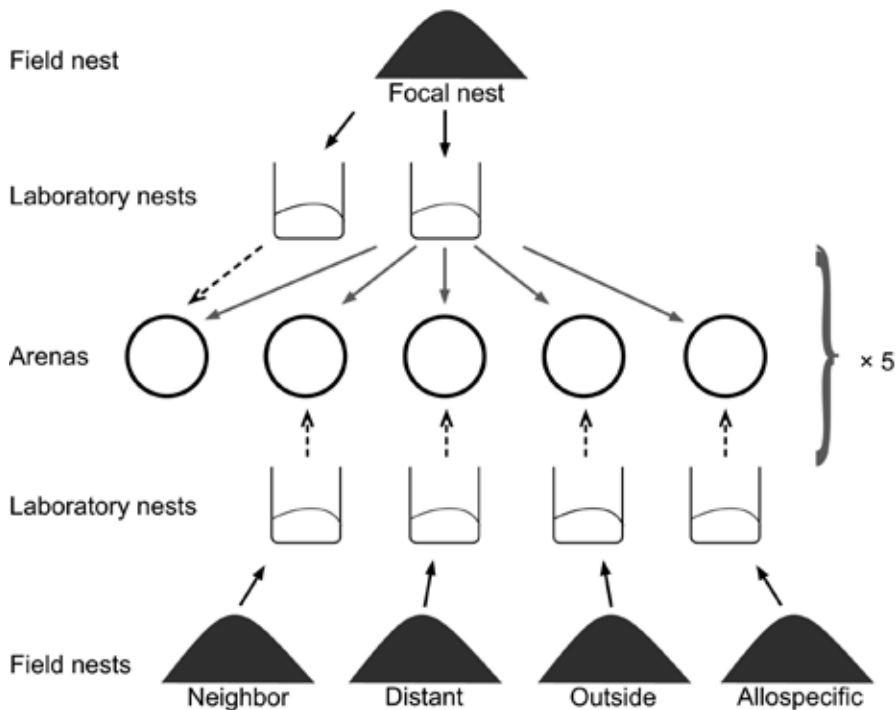 Field nest
Focal nest
Laboratory nests
Arenas
× 5
Laboratory nests
Field nests
Neighbor
Distant
Outside
Allospecific